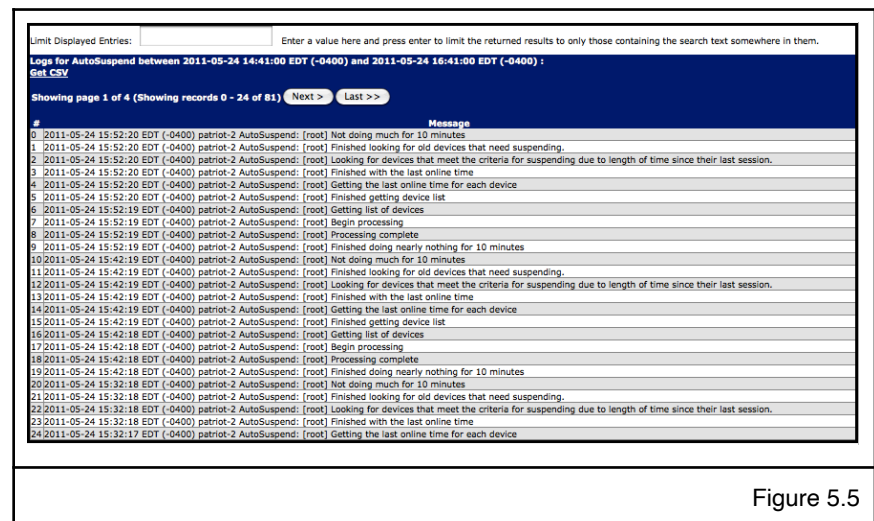 Limit Displayed Entries: Enter a value here and press enter to limit the returned results to only those containing the search text somewhere in them.
Logs for AutoSuspend between 2011-05-24 14:41:00 EDT (-0400) and 2011-05-24 16:41:00 EDT (-0400) :
Get CSV
Showing page 1 of 4 (Showing records 0 - 24 of 81) Next > Last >>
# Message
0 2011-05-24 15:52:20 EDT (-0400) patriot-2 AutoSuspend: [root] Not doing much for 10 minutes
1 2011-05-24 15:52:20 EDT (-0400) patriot-2 AutoSuspend: [root] Finished looking for old devices that need suspending.
2 2011-05-24 15:52:20 EDT (-0400) patriot-2 AutoSuspend: [root] Looking for devices that meet the criteria for suspending due to length of time since their last session.
3 2011-05-24 15:52:20 EDT (-0400) patriot-2 AutoSuspend: [root] Finished with the last online time
4 2011-05-24 15:52:20 EDT (-0400) patriot-2 AutoSuspend: [root] Getting the last online time for each device
5 2011-05-24 15:52:20 EDT (-0400) patriot-2 AutoSuspend: [root] Finished getting device list
6 2011-05-24 15:52:19 EDT (-0400) patriot-2 AutoSuspend: [root] Getting list of devices
7 2011-05-24 15:52:19 EDT (-0400) patriot-2 AutoSuspend: [root] Begin processing
8 2011-05-24 15:52:19 EDT (-0400) patriot-2 AutoSuspend: [root] Processing complete
9 2011-05-24 15:52:19 EDT (-0400) patriot-2 AutoSuspend: [root] Finished doing nearly nothing for 10 minutes
10 2011-05-24 15:42:19 EDT (-0400) patriot-2 AutoSuspend: [root] Not doing much for 10 minutes
11 2011-05-24 15:42:19 EDT (-0400) patriot-2 AutoSuspend: [root] Finished looking for old devices that need suspending.
12 2011-05-24 15:42:19 EDT (-0400) patriot-2 AutoSuspend: [root] Looking for devices that meet the criteria for suspending due to length of time since their last session.
13 2011-05-24 15:42:19 EDT (-0400) patriot-2 AutoSuspend: [root] Finished with the last online time
14 2011-05-24 15:42:19 EDT (-0400) patriot-2 AutoSuspend: [root] Getting the last online time for each device
15 2011-05-24 15:42:19 EDT (-0400) patriot-2 AutoSuspend: [root] Finished getting device list
16 2011-05-24 15:42:18 EDT (-0400) patriot-2 AutoSuspend: [root] Getting list of devices
17 2011-05-24 15:42:18 EDT (-0400) patriot-2 AutoSuspend: [root] Begin processing
18 2011-05-24 15:42:18 EDT (-0400) patriot-2 AutoSuspend: [root] Processing complete
19 2011-05-24 15:42:18 EDT (-0400) patriot-2 AutoSuspend: [root] Finished doing nearly nothing for 10 minutes
20 2011-05-24 15:32:18 EDT (-0400) patriot-2 AutoSuspend: [root] Not doing much for 10 minutes
21 2011-05-24 15:32:18 EDT (-0400) patriot-2 AutoSuspend: [root] Finished looking for old devices that need suspending.
22 2011-05-24 15:32:18 EDT (-0400) patriot-2 AutoSuspend: [root] Looking for devices that meet the criteria for suspending due to length of time since their last session.
23 2011-05-24 15:32:18 EDT (-0400) patriot-2 AutoSuspend: [root] Finished with the last online time
24 2011-05-24 15:32:17 EDT (-0400) patriot-2 AutoSuspend: [root] Getting the last online time for each device
Figure 5.5